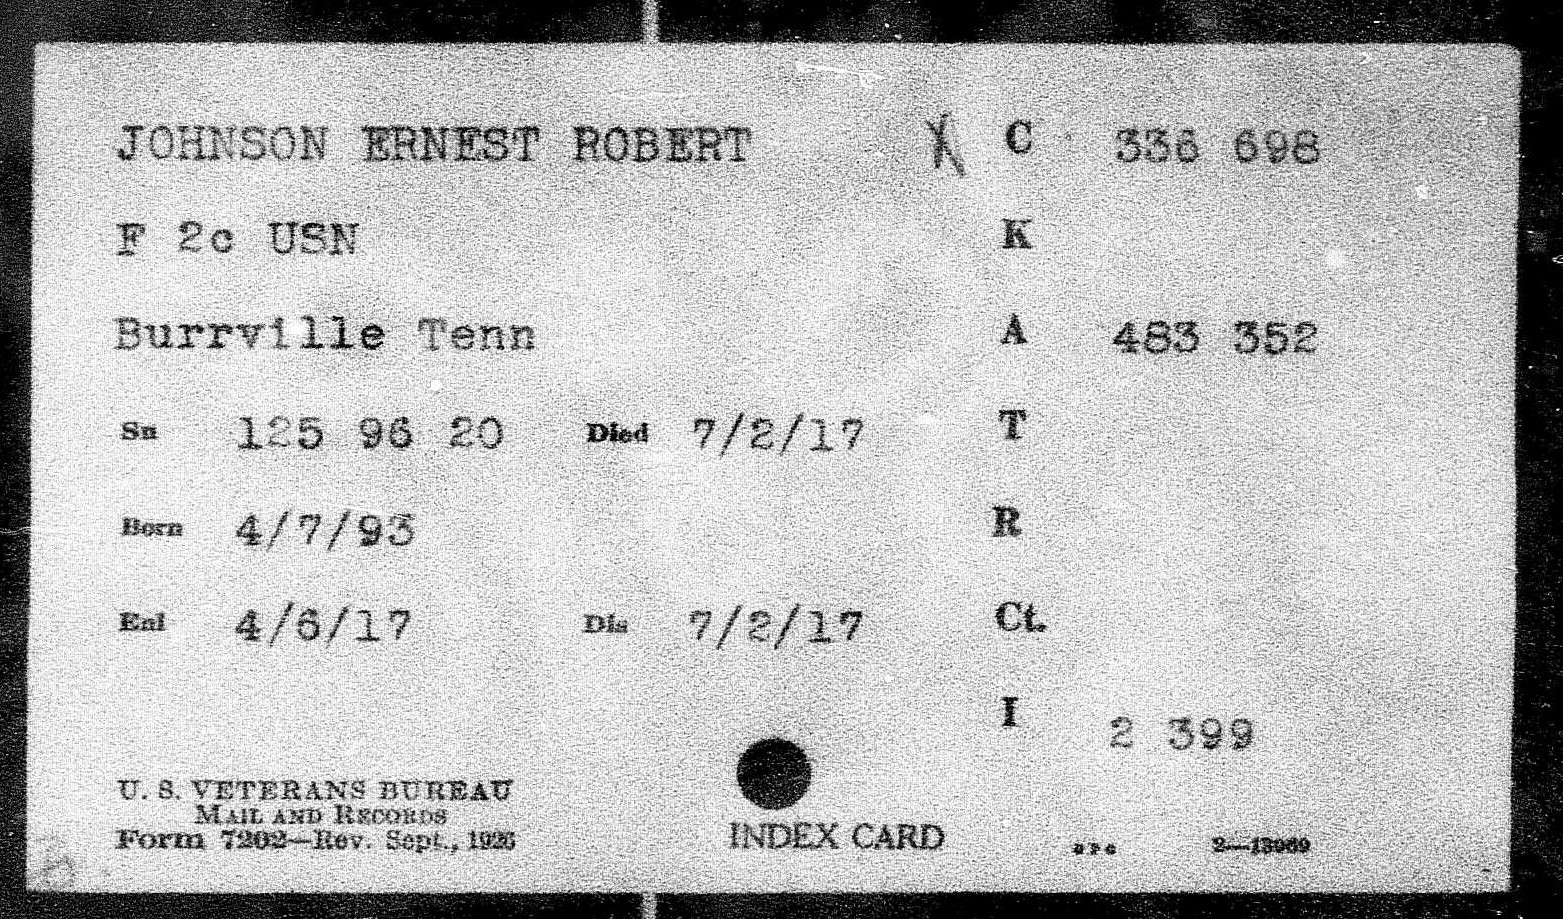 JOHNSON ERNEST ROBERT X C 336 698
F 2c USN K
Burrville Tenn A 483 352
Sn 125 96 20 Died 7/2/17 T
Born 4/7/93 R
Enl 4/6/17 Dis 7/2/17 Ct.
I 2 399
U. S. VETERANS BUREAU
MAIL AND RECORDS
Form 7202—Rev. Sept., 1926
INDEX CARD
2—13969